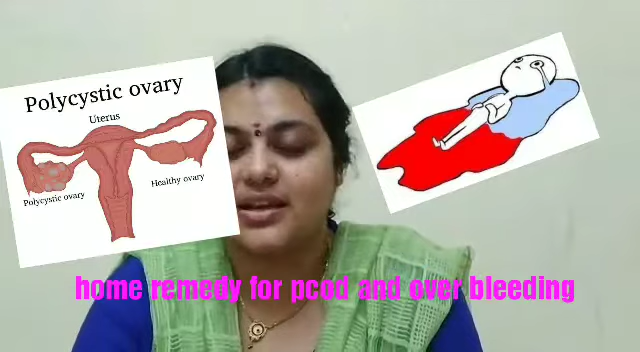 Polycystic ovary
Uterus
Polycystic ovary
Healthy ovary
home remedy for pcod and over bleeding